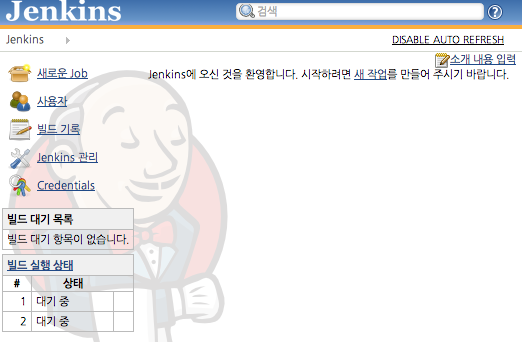 Jenkins
검색
Jenkins
DISABLE AUTO REFRESH
소개 내용 입력
새로운 Job
Jenkins에 오신 것을 환영합니다. 시작하려면 새 작업를 만들어 주시기 바랍니다.
사용자
빌드 기록
Jenkins 관리
Credentials
빌드 대기 목록
빌드 대기 항목이 없습니다.
빌드 실행 상태
# 상태
1 대기 중
2 대기 중